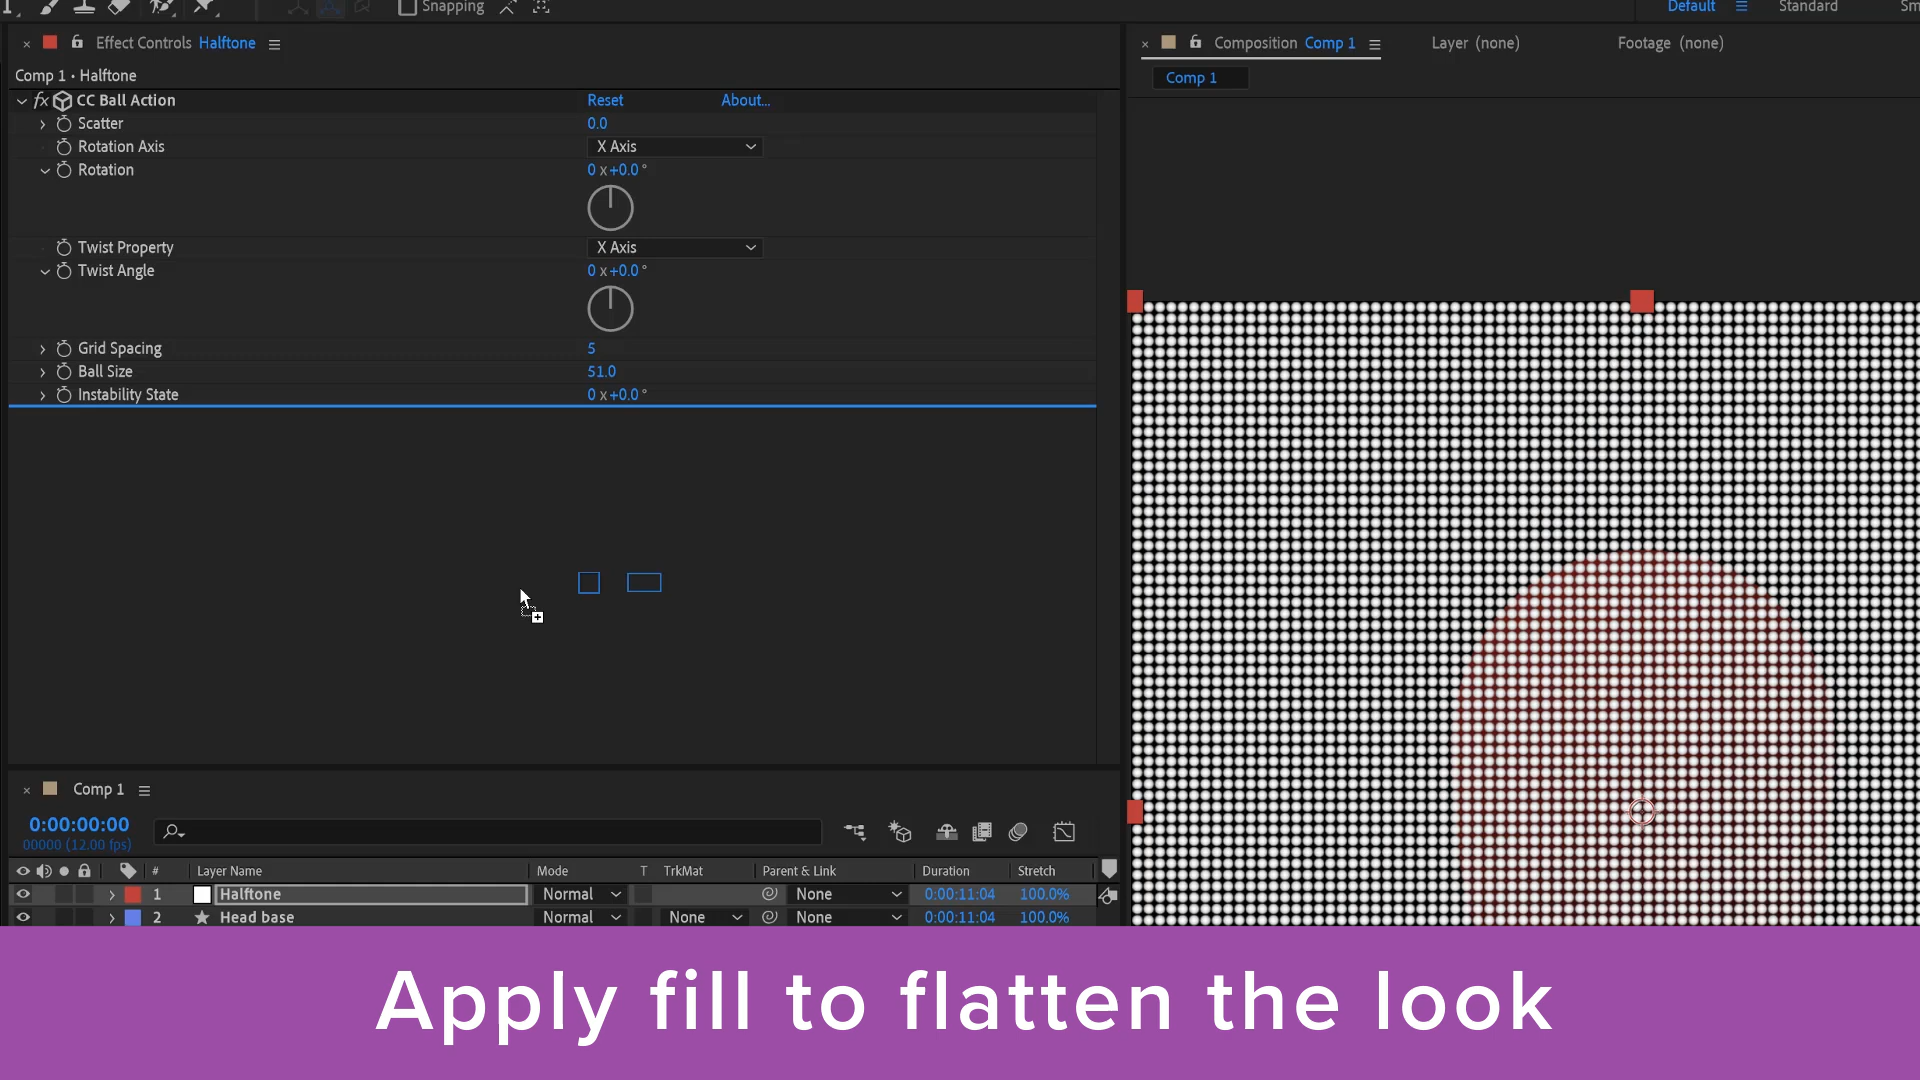 Snapping
Default
Standard
Sm
Effect Controls Halftone
Composition Comp 1
Layer (none)
Footage (none)
Comp 1 • Halftone
Comp 1
fx CC Ball Action Reset About...
Scatter 0.0
Rotation Axis X Axis
Rotation 0 x+0.0°
Twist Property X Axis
Twist Angle 0 x+0.0°
Grid Spacing 5
Ball Size 51.0
Instability State 0 x+0.0°
Comp 1
0:00:00:00
00000 (12.00 fps)
# Layer Name Mode T TrkMat Parent & Link Duration Stretch
1 Halftone Normal None 0:00:11:04 100.0%
2 Head base Normal None None 0:00:11:04 100.0%
Apply fill to flatten the look